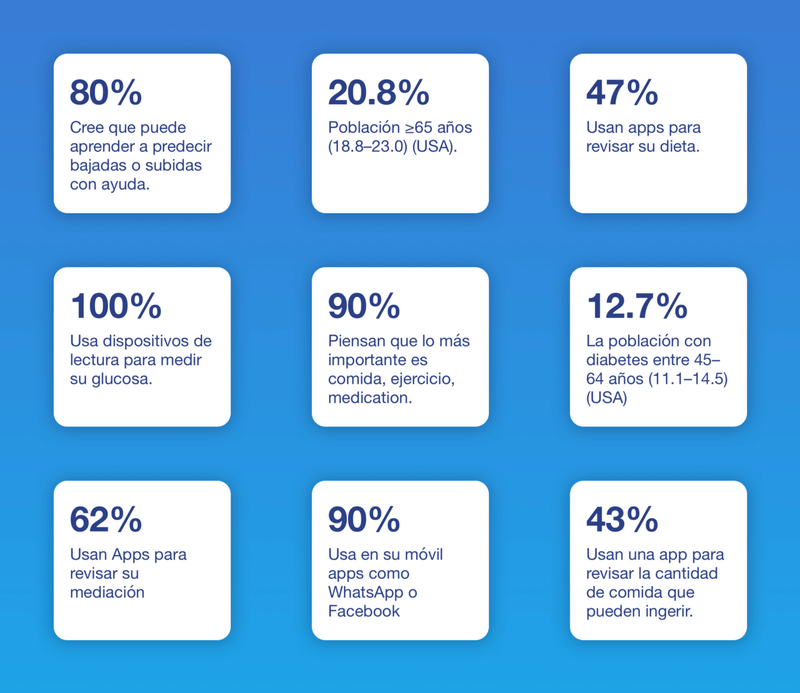 80%
Cree que puede
aprender a predecir
bajadas o subidas
con ayuda.
20.8%
Población ≥65 años
(18.8–23.0) (USA).
47%
Usan apps para
revisar su dieta.
100%
Usa dispositivos de
lectura para medir
su glucosa.
90%
Piensan que lo más
importante es
comida, ejercicio,
medication.
12.7%
La población con
diabetes entre 45–
64 años (11.1–14.5)
(USA)
62%
Usan Apps para
revisar su
mediación
90%
Usa en su móvil
apps como
WhatsApp o
Facebook
43%
Usan una app para
revisar la cantidad
de comida que
pueden ingerir.